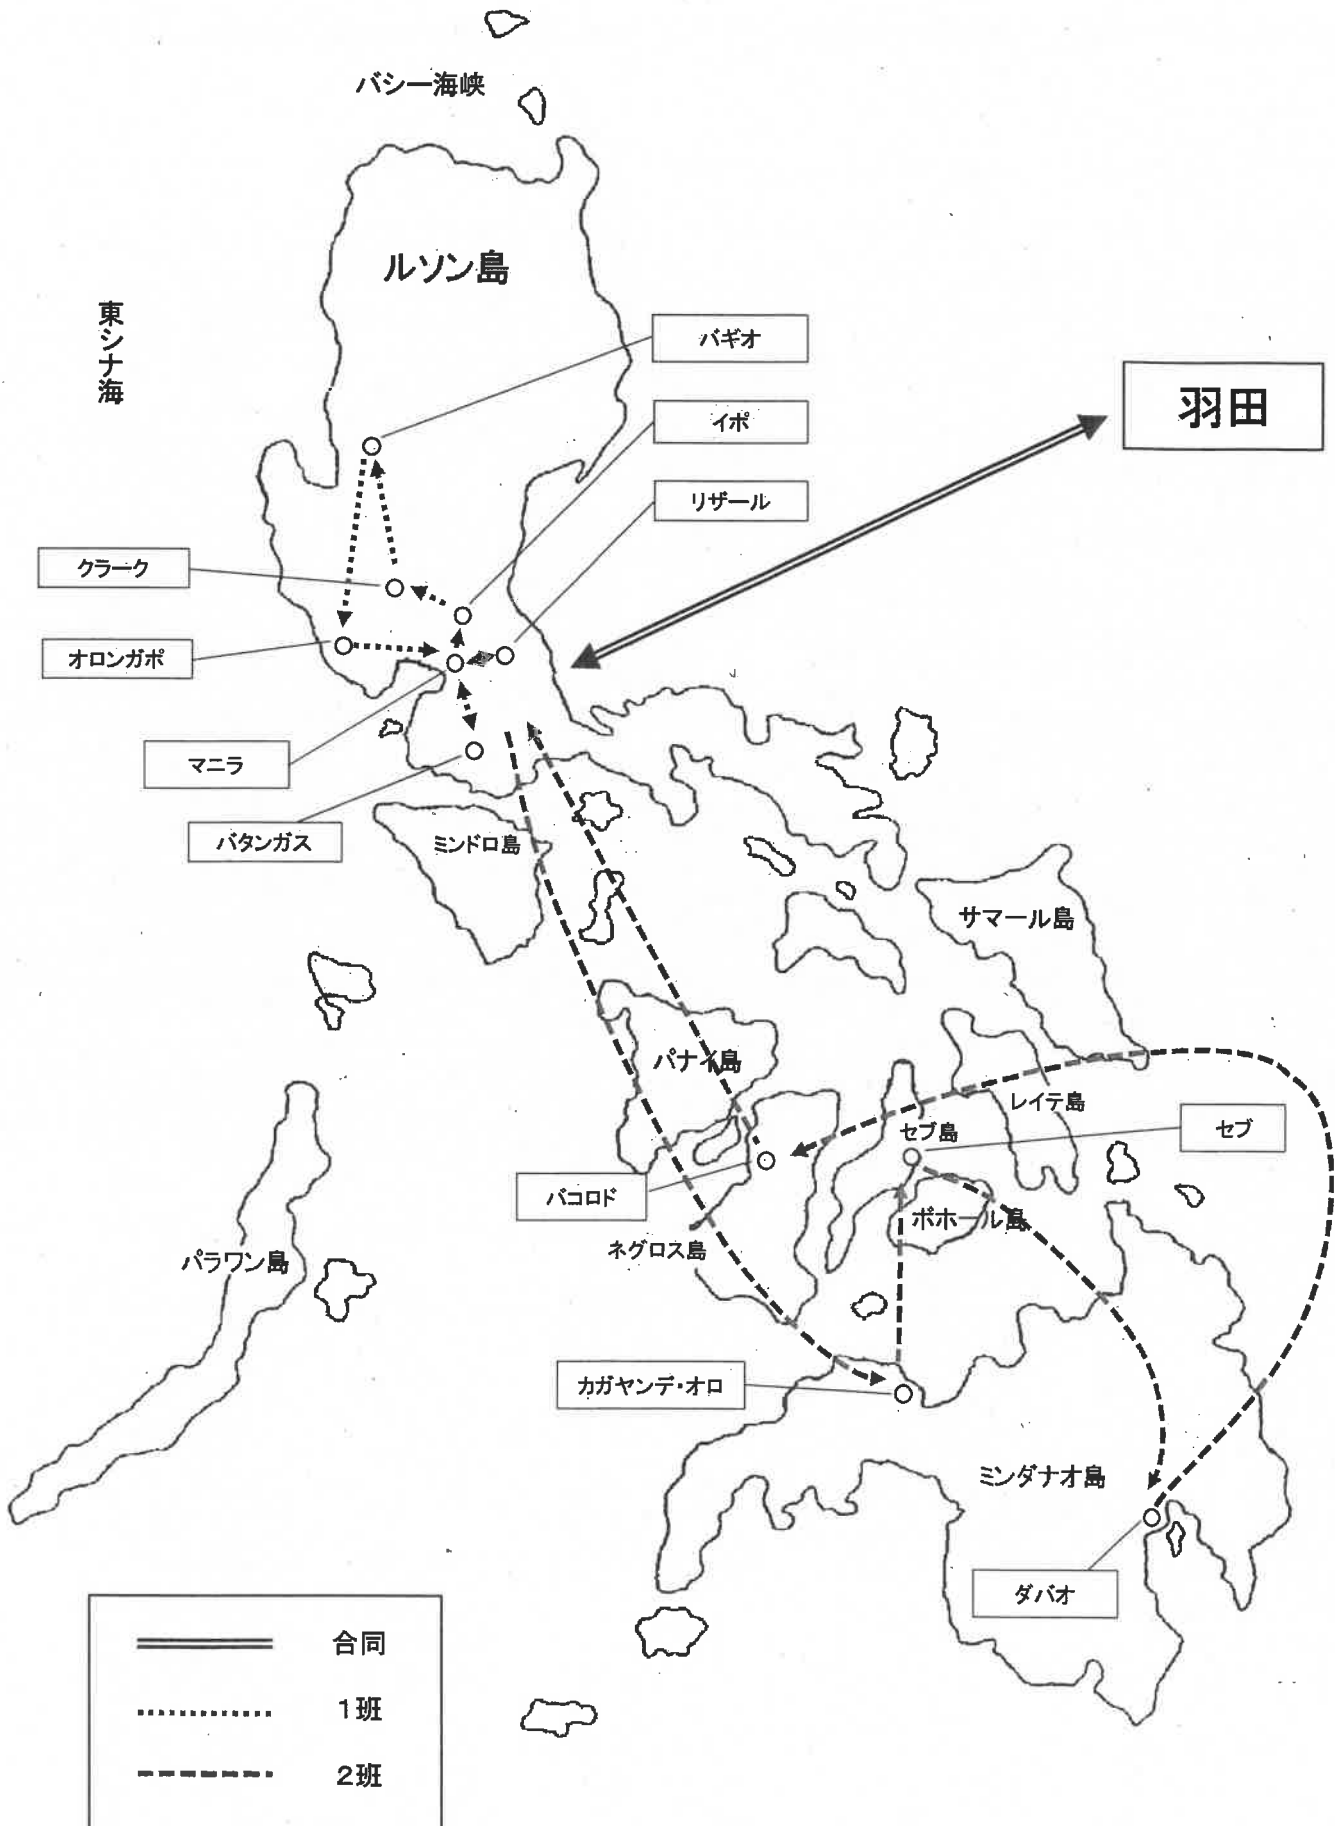 バシー海峡
ルソン島
東シナ海
バギオ
イポ
リザール
羽田
クラーク
オロンガポ
マニラ
バタンガス
ミンドロ島
サマール島
パナイ島
レイテ島
セブ島
セブ
バコロド
ボホール島
ネグロス島
パラワン島
カガヤンデ・オロ
ミンダナオ島
ダバオ
合同
1班
2班